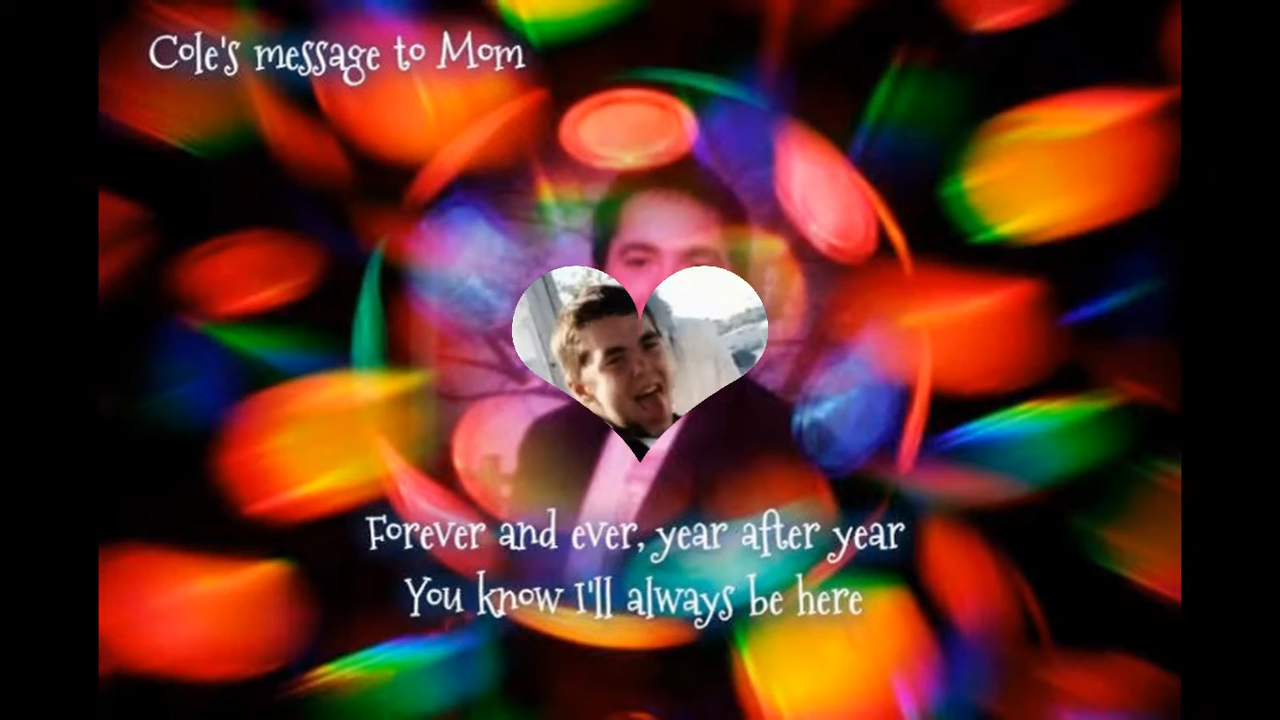 Cole's message to Mom
Forever and ever, year after year
You know I'll always be here